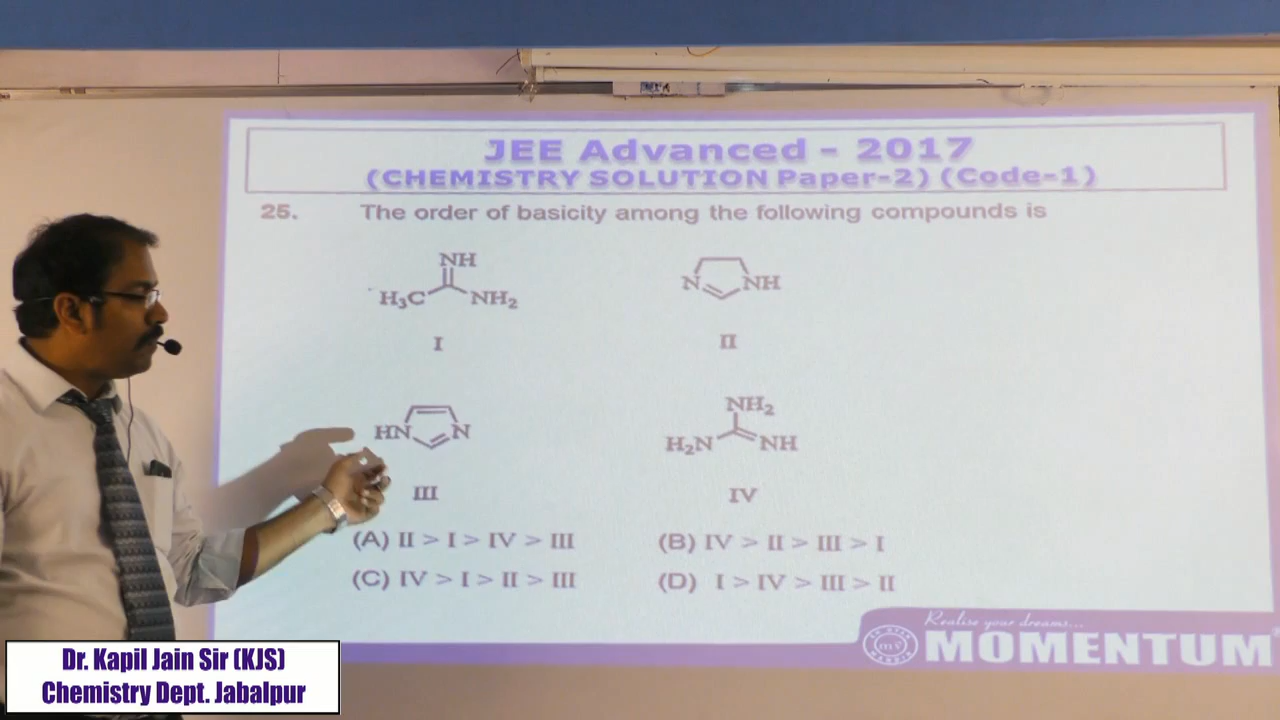 JEE Advanced - 2017
(CHEMISTRY SOLUTION Paper-2) (Code-1)
25. The order of basicity among the following compounds is
NH
H₃C NH₂
I
N NH
II
HN N
III
NH₂
H₂N NH
IV
(A) II > I > IV > III
(B) IV > II > III > I
(C) IV > I > II > III
(D) I > IV > III > II
Realise your dreams...
MOMENTUM
Dr. Kapil Jain Sir (KJS)
Chemistry Dept. Jabalpur